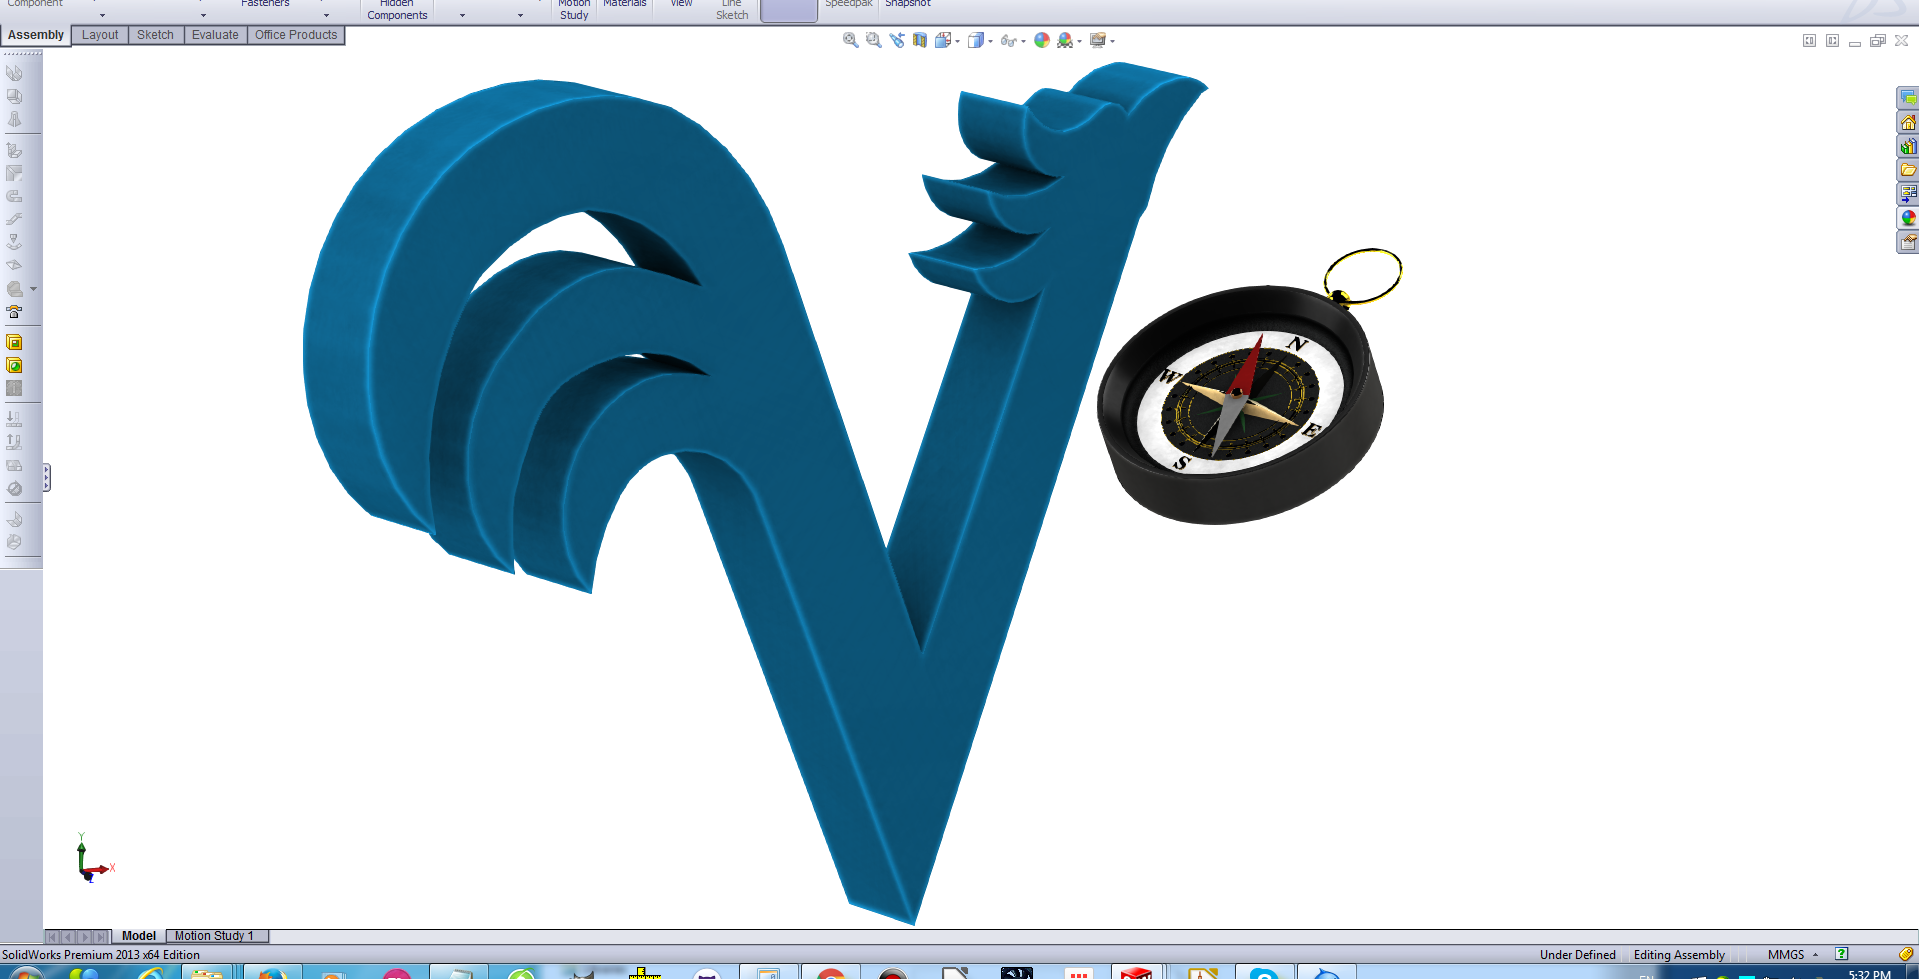 Component Fasteners Hidden Components Motion Study Materials View Line Sketch Speedpak Snapshot
Assembly Layout Sketch Evaluate Office Products
N
W
E
S
Y
X
Z
Model Motion Study 1
SolidWorks Premium 2013 x64 Edition Under Defined Editing Assembly MMGS ?
EN 5:32 PM